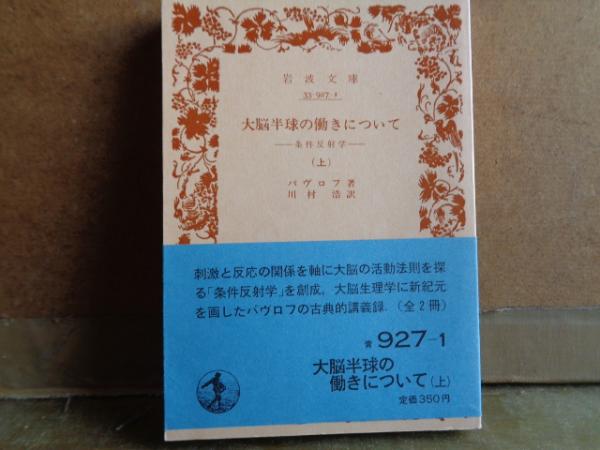 岩波文庫
33-927-1
大脳半球の働きについて
──条件反射学──
(上)
パヴロフ著
川村浩訳
刺激と反応の関係を軸に大脳の活動法則を探
る「条件反射学」を創成，大脳生理学に新紀元
を画したパヴロフの古典的講義録．(全2冊)
青 927-1
大脳半球の
働きについて(上)
定価350円